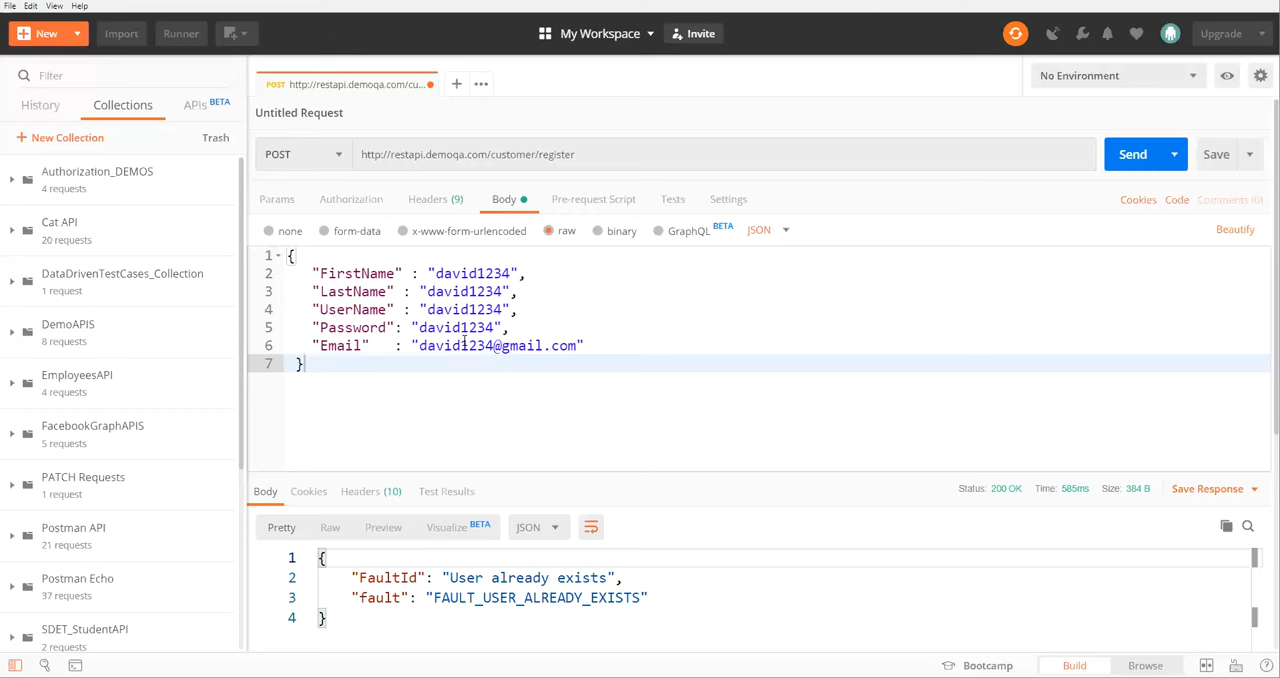 File Edit View Help
New Import Runner My Workspace Invite Upgrade
Filter
History Collections APIs BETA
+ New Collection Trash
Authorization_DEMOS
4 requests
Cat API
20 requests
DataDrivenTestCases_Collection
1 request
DemoAPIS
8 requests
EmployeesAPI
4 requests
FacebookGraphAPIS
5 requests
PATCH Requests
1 request
Postman API
21 requests
Postman Echo
37 requests
SDET_StudentAPI
2 requests
POST http://restapi.demoqa.com/cu... + ••• No Environment
Untitled Request
POST http://restapi.demoqa.com/customer/register Send Save
Params Authorization Headers (9) Body Pre-request Script Tests Settings Cookies Code Comments (0)
none form-data x-www-form-urlencoded raw binary GraphQL BETA JSON Beautify
1 {
2 "FirstName" : "david1234",
3 "LastName" : "david1234",
4 "UserName" : "david1234",
5 "Password": "david1234",
6 "Email" : "david1234@gmail.com"
7 }
Body Cookies Headers (10) Test Results Status: 200 OK Time: 585ms Size: 384 B Save Response
Pretty Raw Preview Visualize BETA JSON
1 {
2 "FaultId": "User already exists",
3 "fault": "FAULT_USER_ALREADY_EXISTS"
4 }
Bootcamp Build Browse